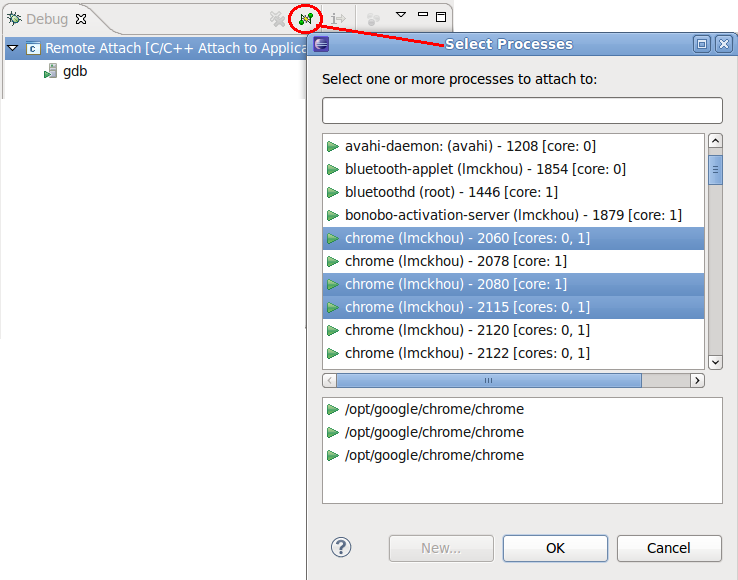 Debug
Remote Attach [C/C++ Attach to Applica
gdb
Select Processes
Select one or more processes to attach to:
avahi-daemon: (avahi) - 1208 [core: 0]
bluetooth-applet (lmckhou) - 1854 [core: 0]
bluetoothd (root) - 1446 [core: 1]
bonobo-activation-server (lmckhou) - 1879 [core: 1]
chrome (lmckhou) - 2060 [cores: 0, 1]
chrome (lmckhou) - 2078 [core: 1]
chrome (lmckhou) - 2080 [core: 1]
chrome (lmckhou) - 2115 [cores: 0, 1]
chrome (lmckhou) - 2120 [cores: 0, 1]
chrome (lmckhou) - 2122 [cores: 0, 1]
/opt/google/chrome/chrome
/opt/google/chrome/chrome
/opt/google/chrome/chrome
? New... OK Cancel